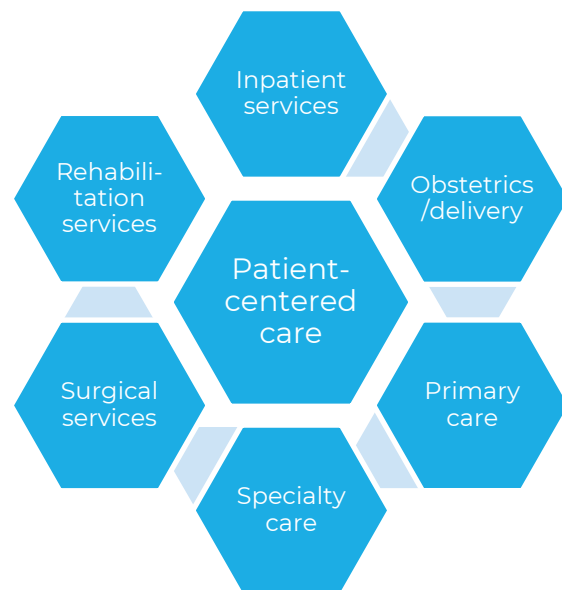 Inpatient
services
Obstetrics
/delivery
Primary
care
Specialty
care
Surgical
services
Rehabili-
tation
services
Patient-
centered
care